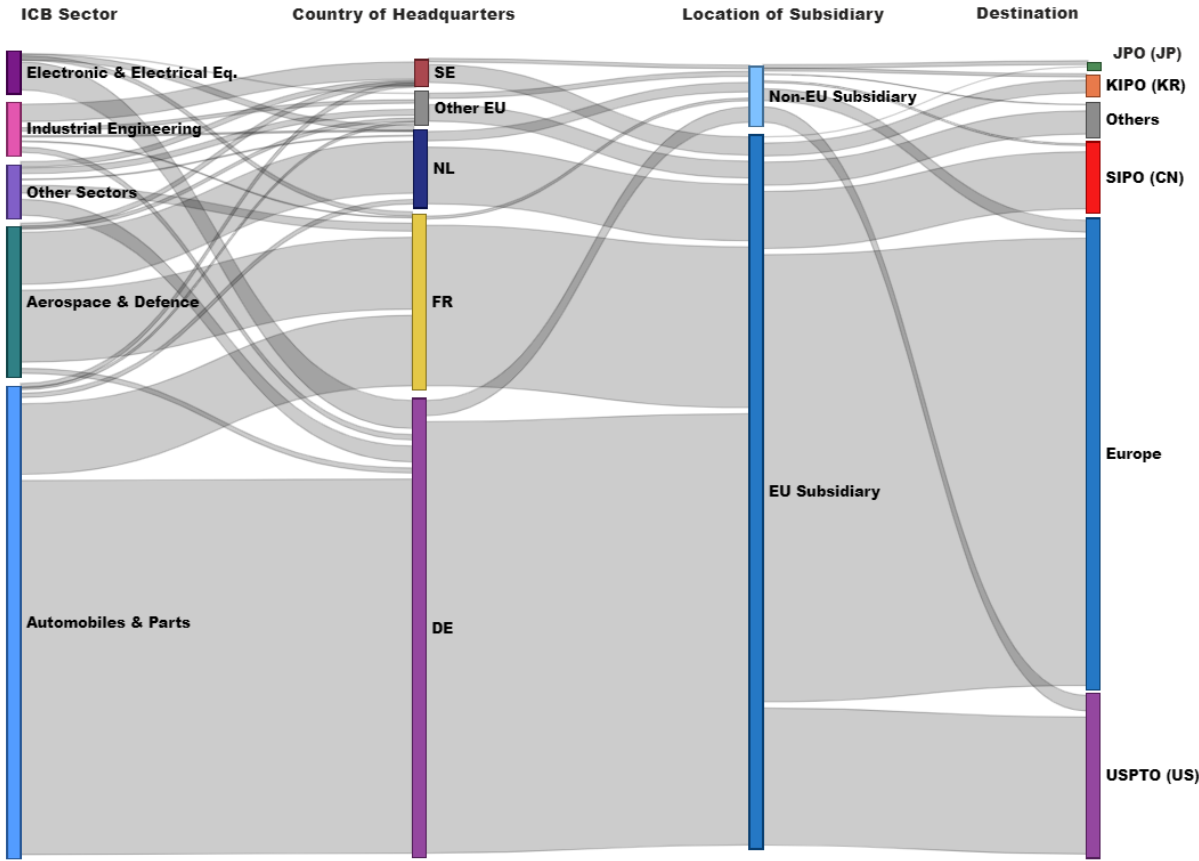 ICB Sector
Country of Headquarters
Location of Subsidiary
Destination
Electronic & Electrical Eq.
Industrial Engineering
Other Sectors
Aerospace & Defence
Automobiles & Parts
SE
Other EU
NL
FR
DE
Non-EU Subsidiary
EU Subsidiary
JPO (JP)
KIPO (KR)
Others
SIPO (CN)
Europe
USPTO (US)